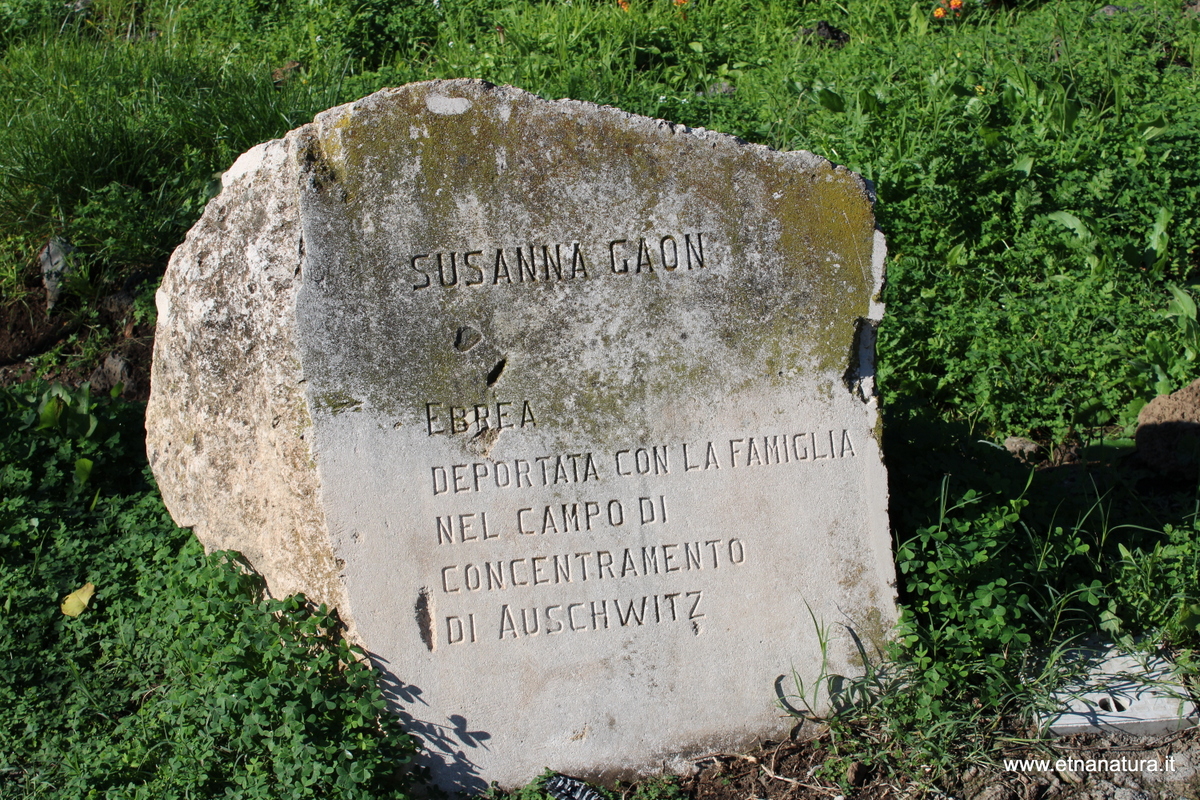 SUSANNA GAON
EBREA
DEPORTATA CON LA FAMIGLIA
NEL CAMPO DI
CONCENTRAMENTO
DI AUSCHWITZ
www.etnanatura.it